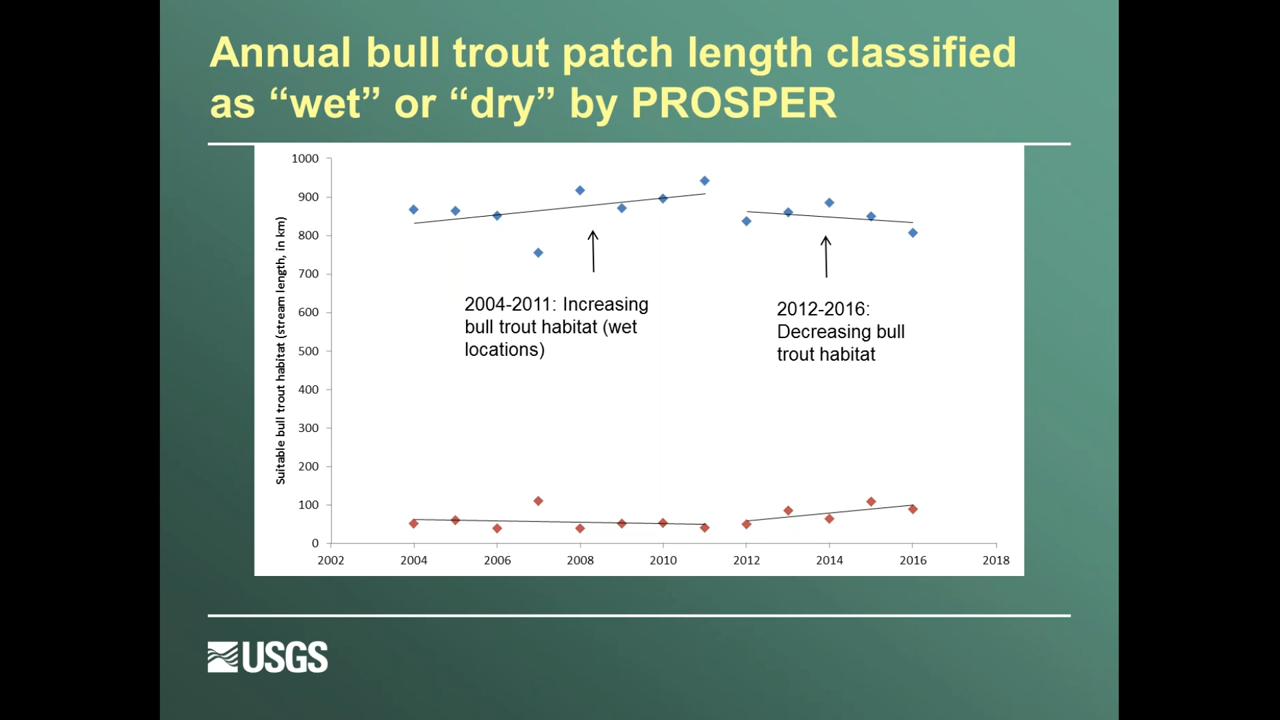 Annual bull trout patch length classified
as “wet” or “dry” by PROSPER
1000
900
800
700
600
500
400
300
200
100
0
Suitable bull trout habitat (stream length, in km)
2004-2011: Increasing
bull trout habitat (wet
locations)
2012-2016:
Decreasing bull
trout habitat
2002 2004 2006 2008 2010 2012 2014 2016 2018
USGS